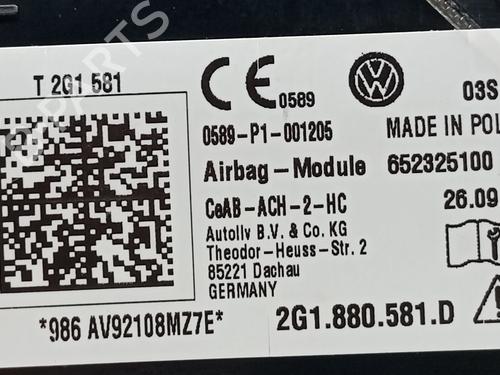 T 2G1 581
CE 0589
03S
0589-P1-001205
MADE IN POL
Airbag-Module
652325100
CeAB-ACH-2-HC
26.09
Autoliv B.V. & Co. KG
Theodor-Heuss-Str. 2
85221 Dachau
GERMANY
*986 AV92108MZ7E*
2G1.880.581.D